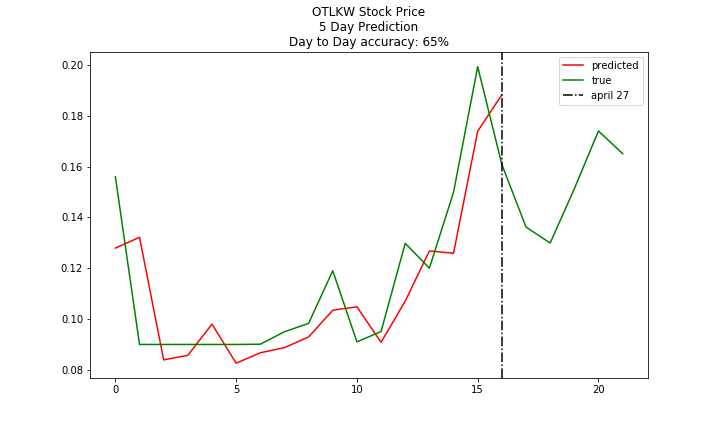 OTLKW Stock Price
5 Day Prediction
Day to Day accuracy: 65%
predicted
true
april 27
0.20
0.18
0.16
0.14
0.12
0.10
0.08
0 5 10 15 20